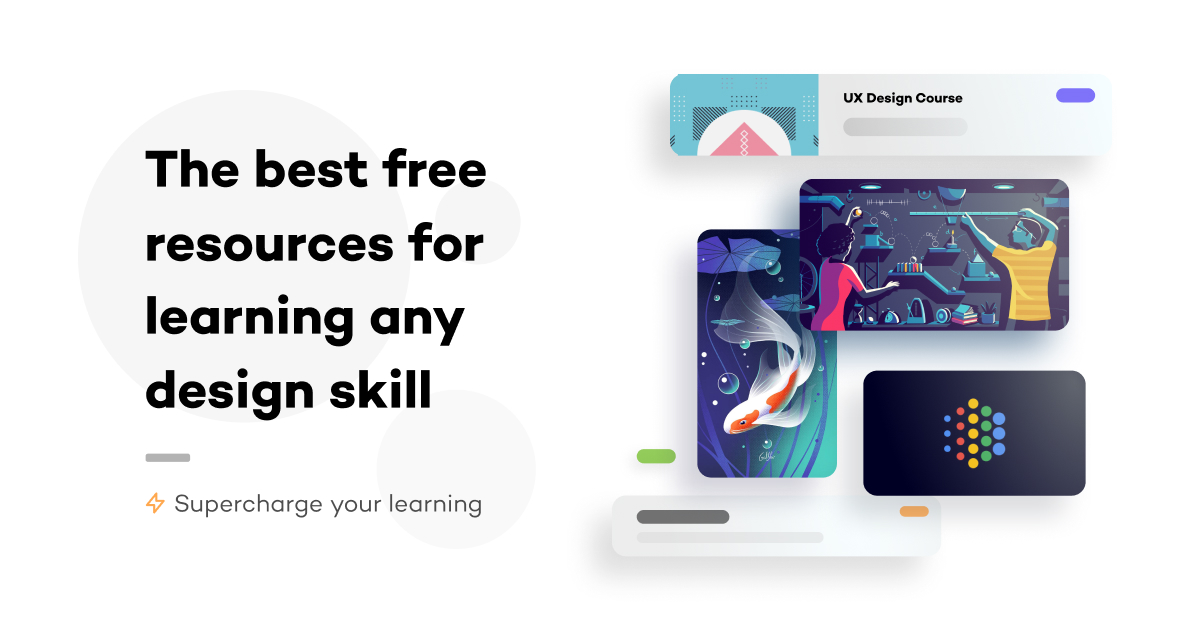 The best free
resources for
learning any
design skill
Supercharge your learning
UX Design Course